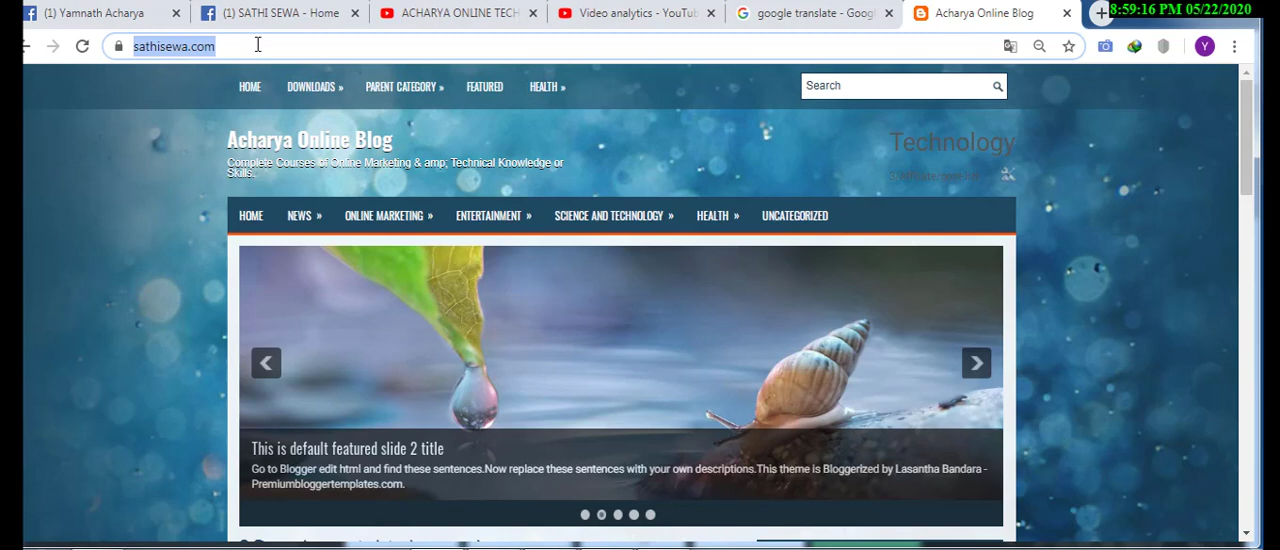 8:59:16 PM 05/22/2020
(1) Yamnath Acharya
(1) SATHI SEWA - Home
ACHARYA ONLINE TECH
Video analytics - YouTub
google translate - Googl
Acharya Online Blog
sathisewa.com
Y
HOME DOWNLOADS » PARENT CATEGORY » FEATURED HEALTH »
Search
Acharya Online Blog
Complete Courses of Online Marketing & amp; Technical Knowledge or
Skills.
Technology
HOME NEWS » ONLINE MARKETING » ENTERTAINMENT » SCIENCE AND TECHNOLOGY » HEALTH » UNCATEGORIZED
This is default featured slide 2 title
Go to Blogger edit html and find these sentences.Now replace these sentences with your own descriptions.This theme is Bloggerized by Lasantha Bandara -
Premiumbloggertemplates.com.